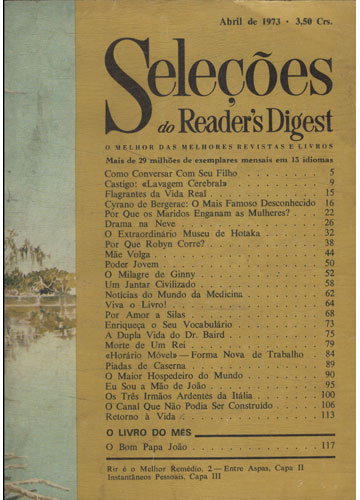 Abril de 1973 • 3,50 Crs.
Seleções
do Reader's Digest
O MELHOR DAS MELHORES REVISTAS E LIVROS
Mais de 29 milhões de exemplares mensais em 13 idiomas
Como Conversar Com Seu Filho . . . . . 5
Castigo: «Lavagem Cerebral» . . . . . 9
Flagrantes da Vida Real . . . . . 15
Cyrano de Bergerac: O Mais Famoso Desconhecido 16
Por Que os Maridos Enganam as Mulheres? . . 22
Drama na Neve . . . . . 26
O Extraordinário Museu de Hotaka . . . . . 32
Por Que Robyn Corre? . . . . . 38
Mãe Volga . . . . . 44
Poder Jovem . . . . . 50
O Milagre de Ginny . . . . . 52
Um Jantar Civilizado . . . . . 58
Notícias do Mundo da Medicina . . . . . 62
Viva o Livro! . . . . . 64
Por Amor a Silas . . . . . 68
Enriqueça o Seu Vocabulário . . . . . 73
A Dupla Vida do Dr. Baird . . . . . 75
Morte de Um Rei . . . . . 79
«Horário Móvel» — Forma Nova de Trabalho . 84
Piadas de Caserna . . . . . 89
O Maior Hospedeiro do Mundo . . . . . 90
Eu Sou a Mão de João . . . . . 95
Os Três Irmãos Ardentes da Itália . . . . . 100
O Canal Que Não Podia Ser Construído . . . 106
Retorno à Vida . . . . . 113
O LIVRO DO MÊS
O Bom Papa João . . . . . 117
Rir é o Melhor Remédio, 2 — Entre Aspas, Capa II
Instantâneos Pessoais, Capa III